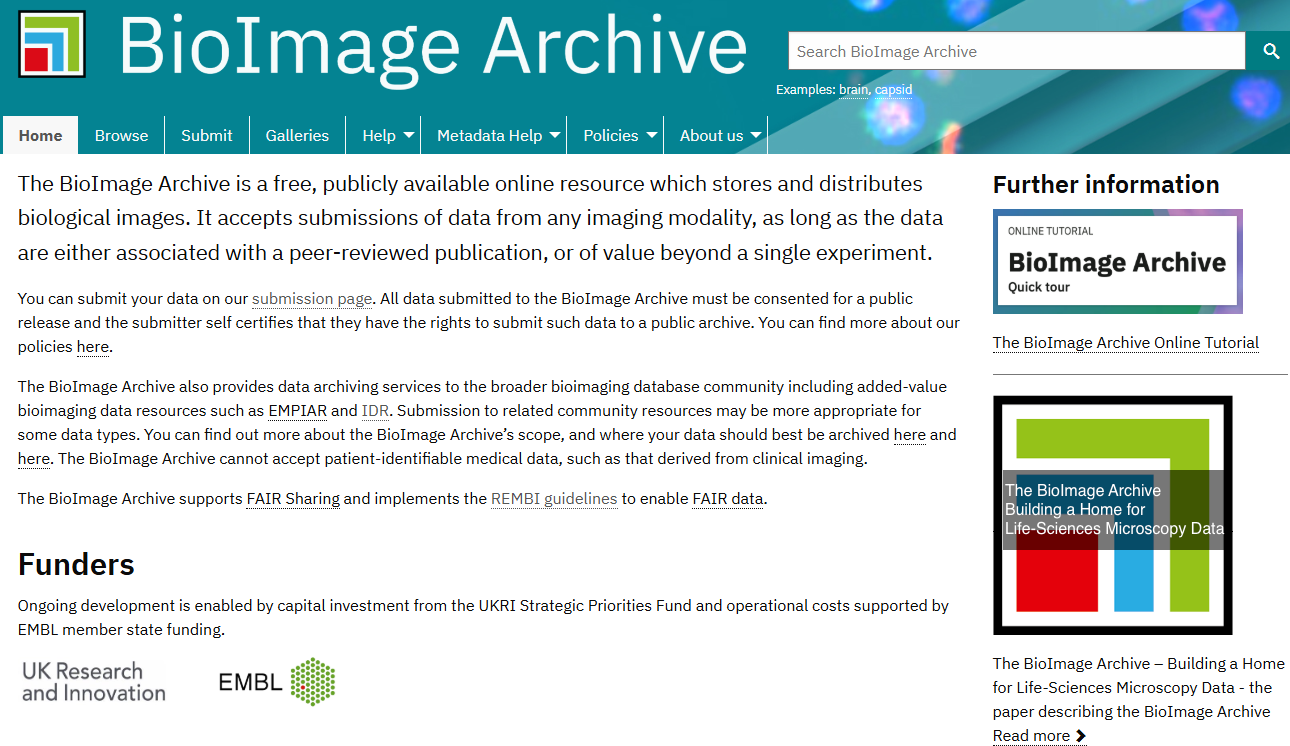 BioImage Archive
Search BioImage Archive
Examples: brain, capsid
Home Browse Submit Galleries Help Metadata Help Policies About us
The BioImage Archive is a free, publicly available online resource which stores and distributes
biological images. It accepts submissions of data from any imaging modality, as long as the data
are either associated with a peer-reviewed publication, or of value beyond a single experiment.
You can submit your data on our submission page. All data submitted to the BioImage Archive must be consented for a public
release and the submitter self certifies that they have the rights to submit such data to a public archive. You can find more about our
policies here.
The BioImage Archive also provides data archiving services to the broader bioimaging database community including added-value
bioimaging data resources such as EMPIAR and IDR. Submission to related community resources may be more appropriate for
some data types. You can find out more about the BioImage Archive's scope, and where your data should best be archived here and
here. The BioImage Archive cannot accept patient-identifiable medical data, such as that derived from clinical imaging.
The BioImage Archive supports FAIR Sharing and implements the REMBI guidelines to enable FAIR data.
Funders
Ongoing development is enabled by capital investment from the UKRI Strategic Priorities Fund and operational costs supported by
EMBL member state funding.
UK Research
and Innovation
EMBL
Further information
ONLINE TUTORIAL
BioImage Archive
Quick tour
The BioImage Archive Online Tutorial
The BioImage Archive
Building a Home for
Life-Sciences Microscopy Data
The BioImage Archive – Building a Home
for Life-Sciences Microscopy Data - the
paper describing the BioImage Archive
Read more